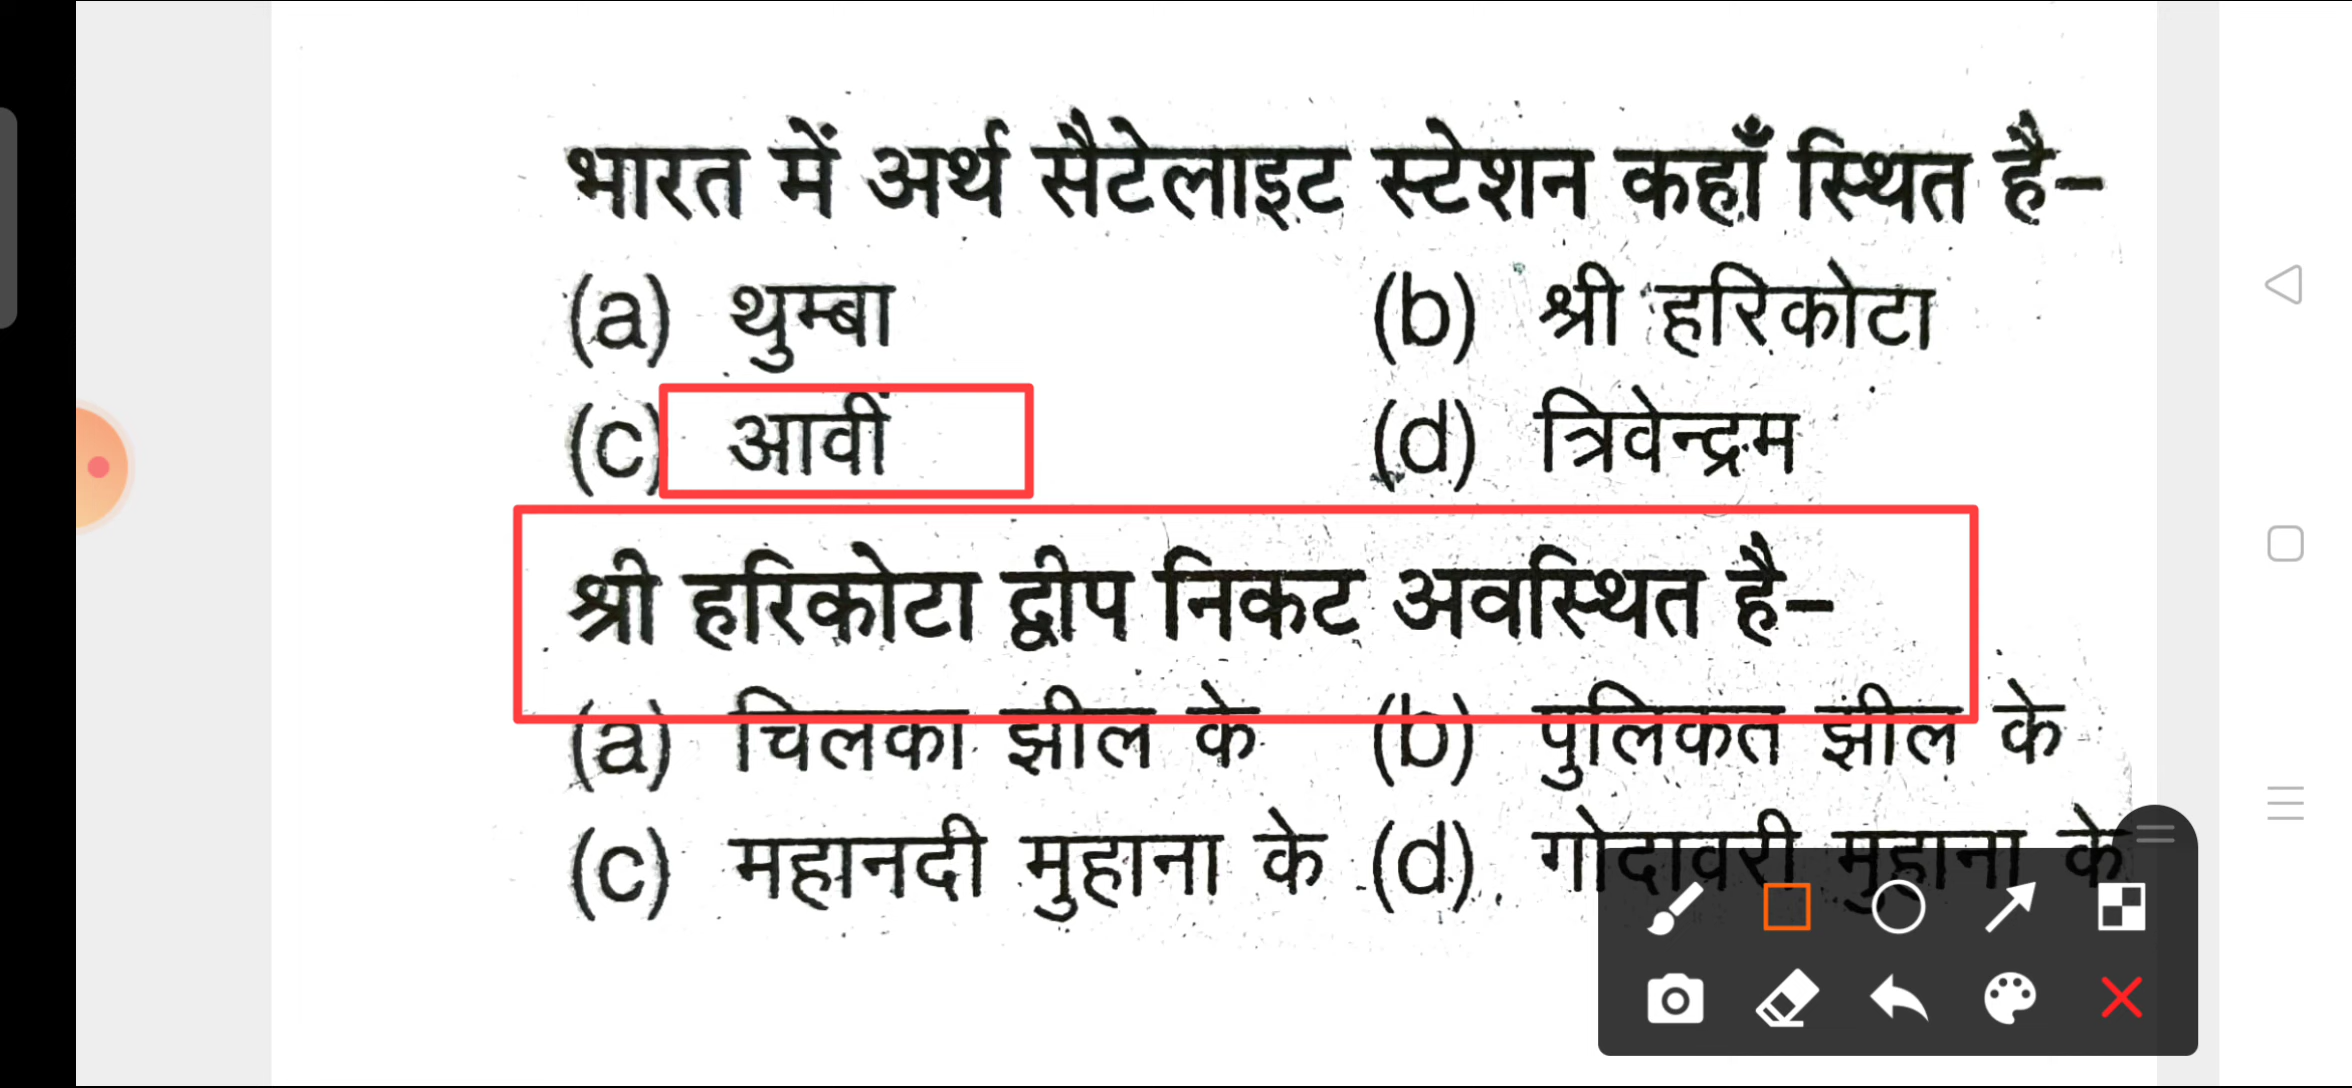 भारत में अर्थ सैटेलाइट स्टेशन कहाँ स्थित है–
(a) थुम्बा (b) श्री हरिकोटा
(c) आर्वी (d) त्रिवेन्द्रम
श्री हरिकोटा द्वीप निकट अवस्थित है–
(a) चिलका झील के (b) पुलिकत झील के
(c) महानदी मुहाना के (d) गोदावरी मुहाना के